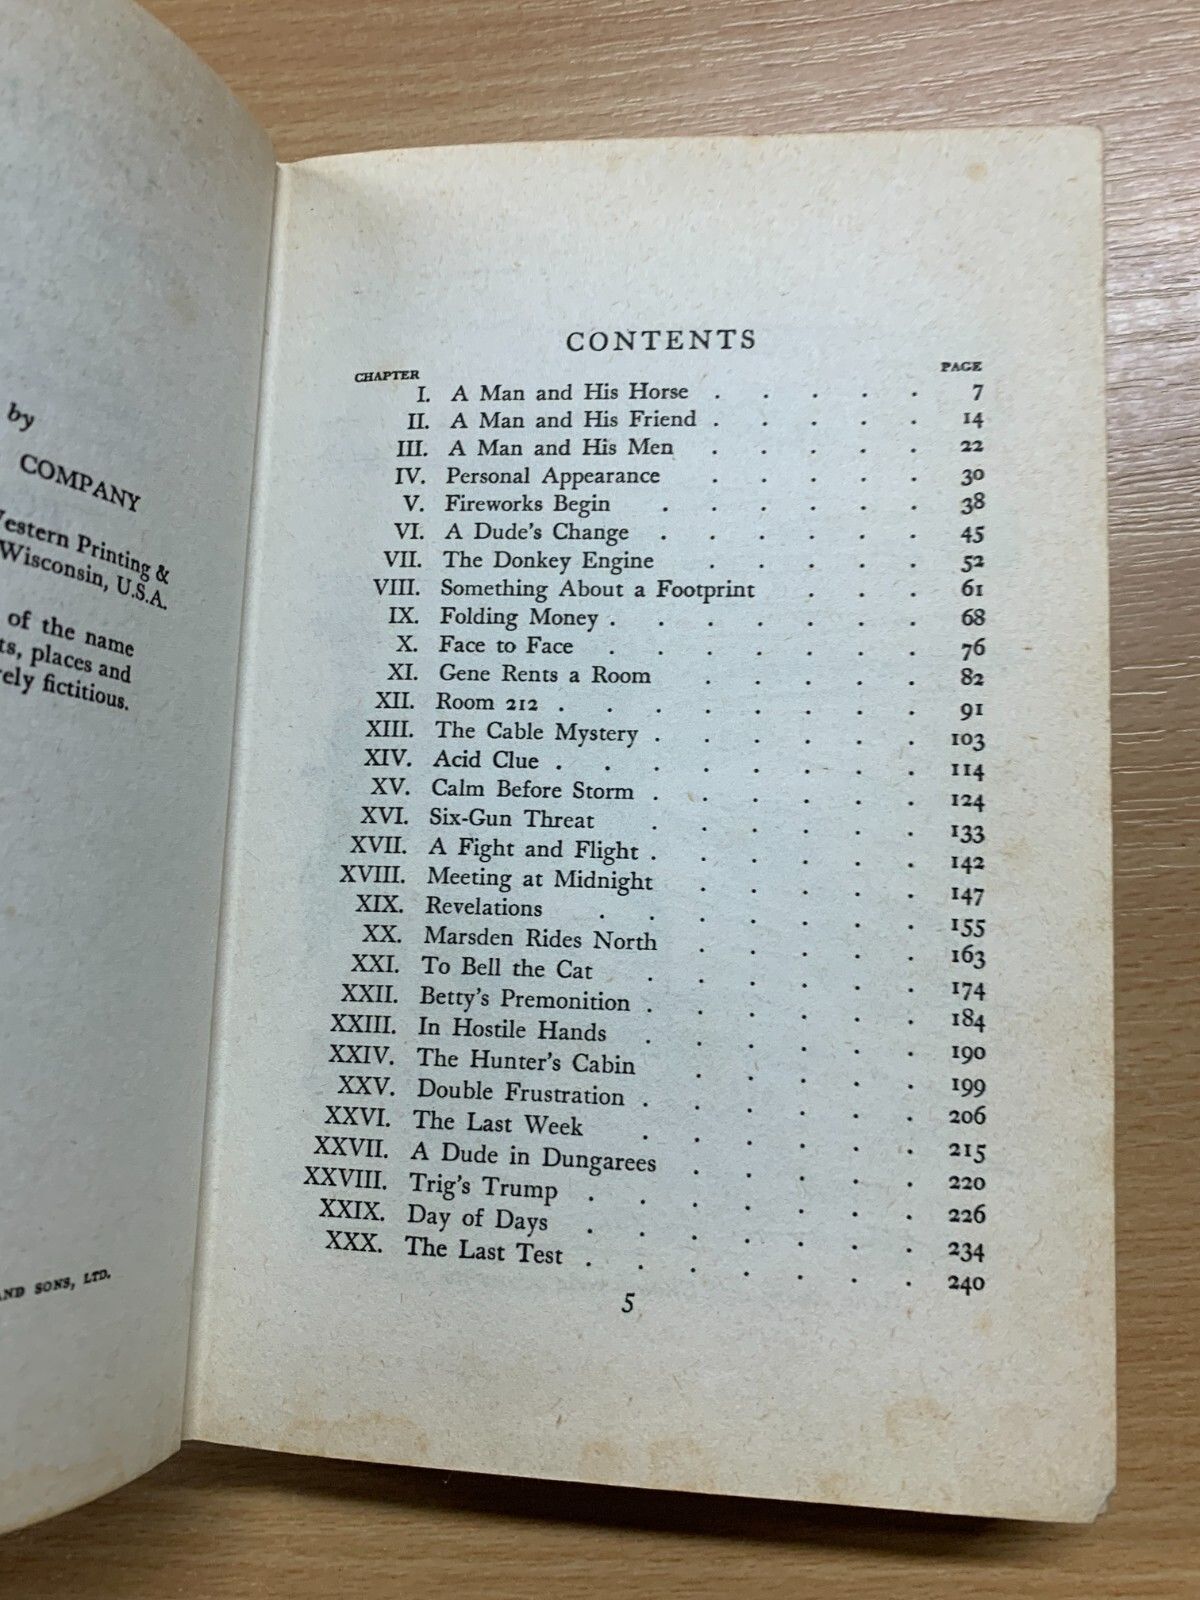 by
COMPANY
Western Printing &
Wisconsin, U.S.A.
of the name
places and
fictitious.
AND SONS, LTD.
CONTENTS
CHAPTER PAGE
I. A Man and His Horse . . . . . 7
II. A Man and His Friend . . . . . 14
III. A Man and His Men . . . . . 22
IV. Personal Appearance . . . . . 30
V. Fireworks Begin . . . . . . 38
VI. A Dude's Change . . . . . . 45
VII. The Donkey Engine . . . . . 52
VIII. Something About a Footprint . . . 61
IX. Folding Money . . . . . . . 68
X. Face to Face . . . . . . . 76
XI. Gene Rents a Room . . . . . 82
XII. Room 212 . . . . . . . . 91
XIII. The Cable Mystery . . . . . . 103
XIV. Acid Clue . . . . . . . . 114
XV. Calm Before Storm . . . . . . 124
XVI. Six-Gun Threat . . . . . . 133
XVII. A Fight and Flight . . . . . . 142
XVIII. Meeting at Midnight . . . . . 147
XIX. Revelations . . . . . . . 155
XX. Marsden Rides North . . . . . 163
XXI. To Bell the Cat . . . . . . 174
XXII. Betty's Premonition . . . . . . 184
XXIII. In Hostile Hands . . . . . . 190
XXIV. The Hunter's Cabin . . . . . 199
XXV. Double Frustration . . . . . . 206
XXVI. The Last Week . . . . . . 215
XXVII. A Dude in Dungarees . . . . . 220
XXVIII. Trig's Trump . . . . . . . 226
XXIX. Day of Days . . . . . . . 234
XXX. The Last Test . . . . . . . 240
5